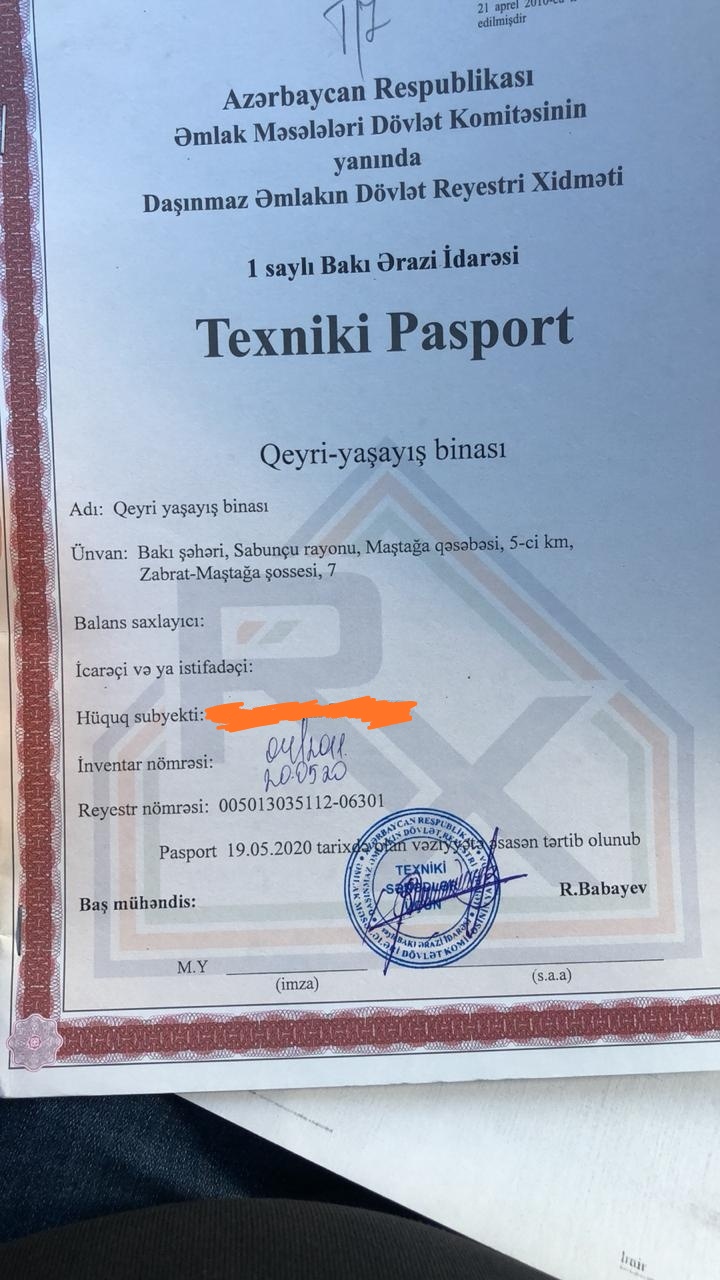 21 aprel
edilmişdir
Azərbaycan Respublikası
Əmlak Məsələləri Dövlət Komitəsinin
yanında
Daşınmaz Əmlakın Dövlət Reyestri Xidməti
1 saylı Bakı Ərazi İdarəsi
Texniki Pasport
Qeyri-yaşayış binası
Adı: Qeyri yaşayış binası
Ünvan: Bakı şəhəri, Sabunçu rayonu, Maştağa qəsəbəsi, 5-ci km,
Zabrat-Maştağa şossesi, 7
Balans saxlayıcı:
İcarəçi və ya istifadəçi:
Hüquq subyekti:
İnventar nömrəsi:
20.05.20
Reyestr nömrəsi: 005013035112-06301
Pasport 19.05.2020 tarixdə olan vəziyyətə əsasən tərtib olunub
TEXNİKİ
Baş mühəndis:
R.Babayev
M.Y
(imza)
(s.a.a)